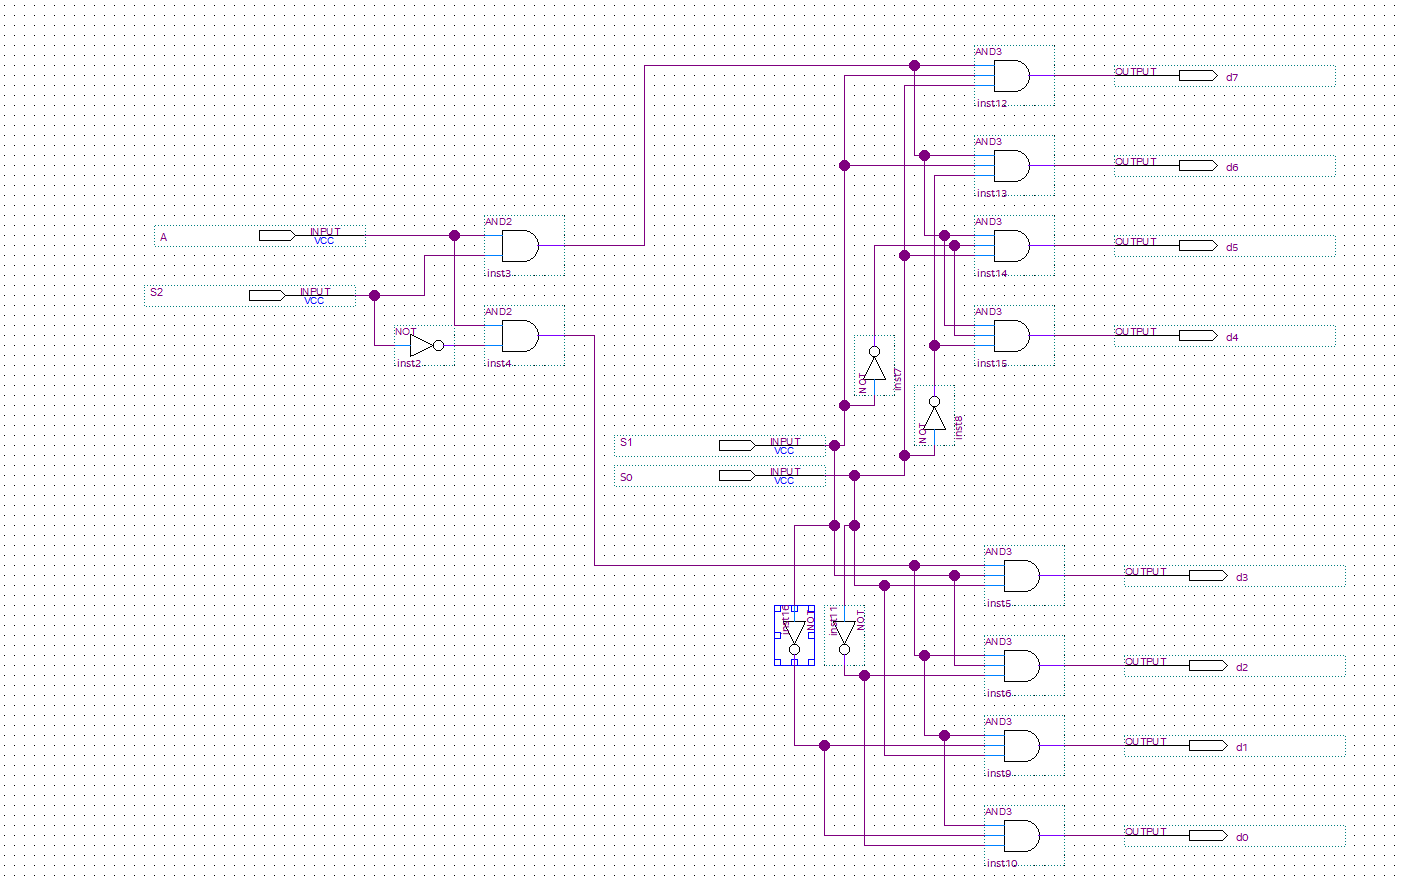 AND3
inst12
OUTPUT
d7
AND3
inst13
OUTPUT
d6
A
INPUT
VCC
AND2
inst3
AND3
inst14
OUTPUT
d5
S2
INPUT
VCC
NOT
inst2
AND2
inst4
AND3
inst15
OUTPUT
d4
NOT
inst7
NOT
inst8
S1
INPUT
VCC
S0
INPUT
VCC
AND3
inst5
OUTPUT
d3
inst16
NOT
inst11
NOT
AND3
inst6
OUTPUT
d2
AND3
inst9
OUTPUT
d1
AND3
inst10
OUTPUT
d0